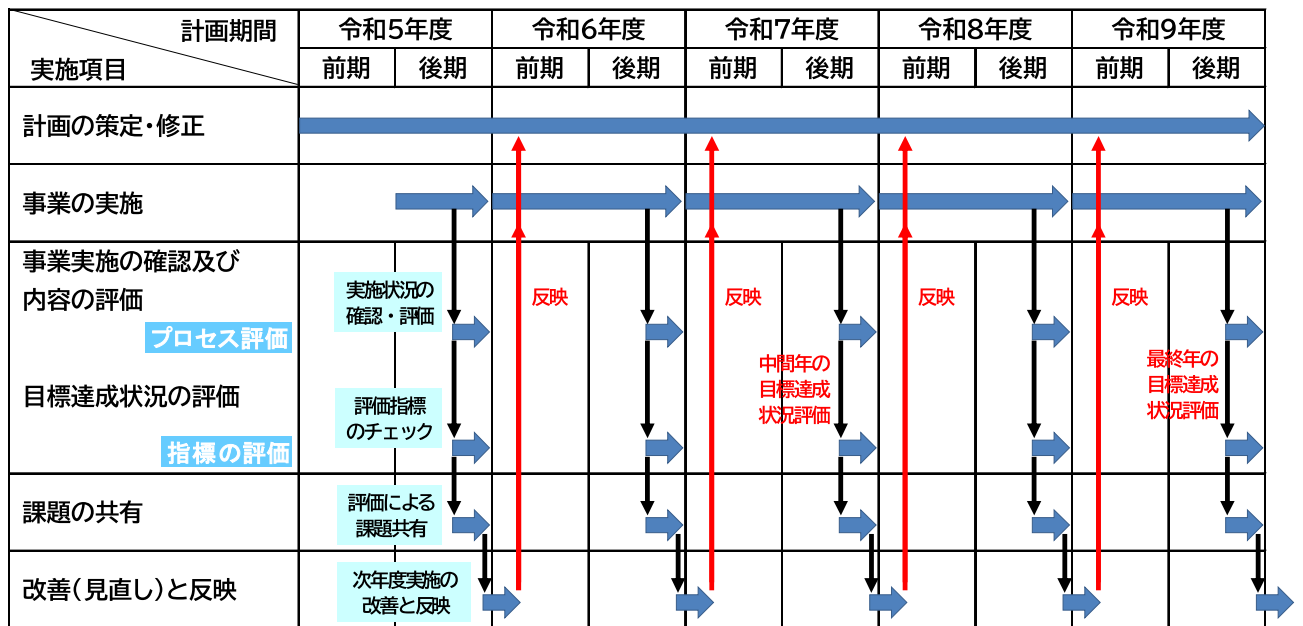 計画期間
実施項目
令和5年度 令和6年度 令和7年度 令和8年度 令和9年度
前期 後期 前期 後期 前期 後期 前期 後期 前期 後期
計画の策定・修正
事業の実施
事業実施の確認及び
内容の評価
プロセス評価
実施状況の
確認・評価
反映 反映 反映 反映
中間年の
目標達成
状況評価
最終年の
目標達成
状況評価
目標達成状況の評価
指標の評価
評価指標
のチェック
課題の共有
評価による
課題共有
改善(見直し)と反映
次年度実施の
改善と反映